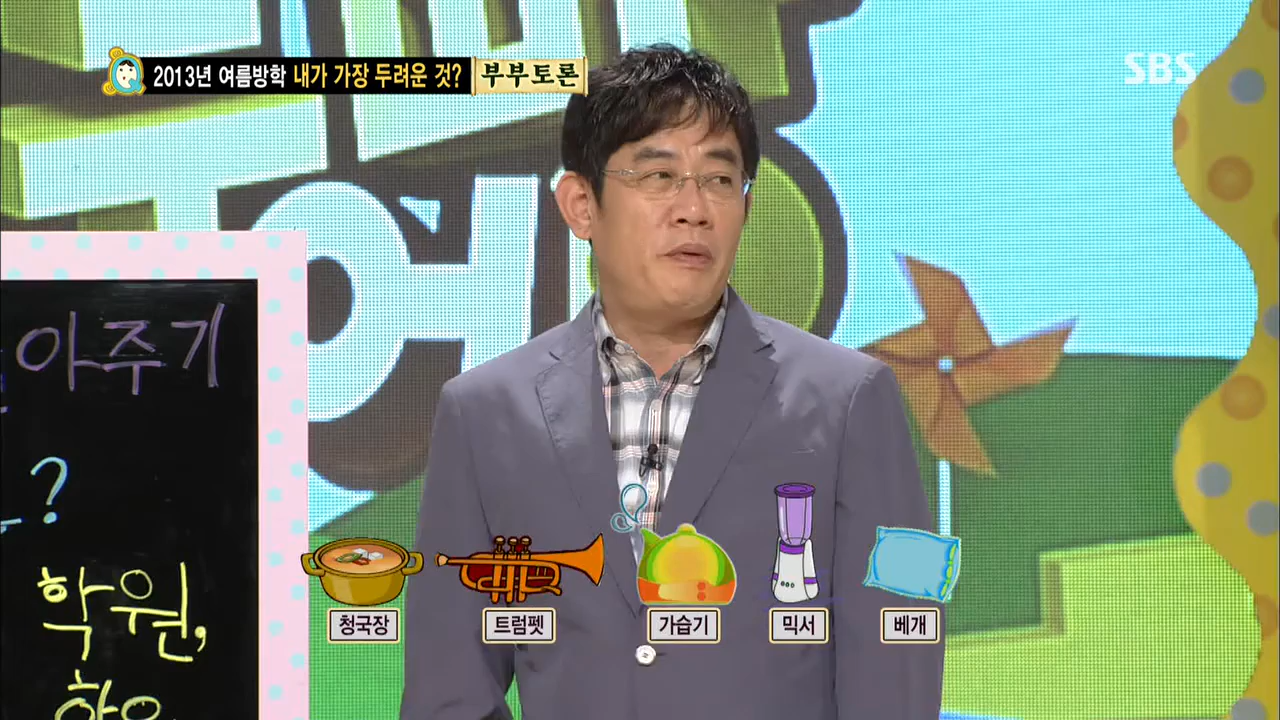 2013년 여름방학 내가 가장 두려운 것? 부부토론
SBS
아주기
?
학원,
청국장
트럼펫
가습기
믹서
베개